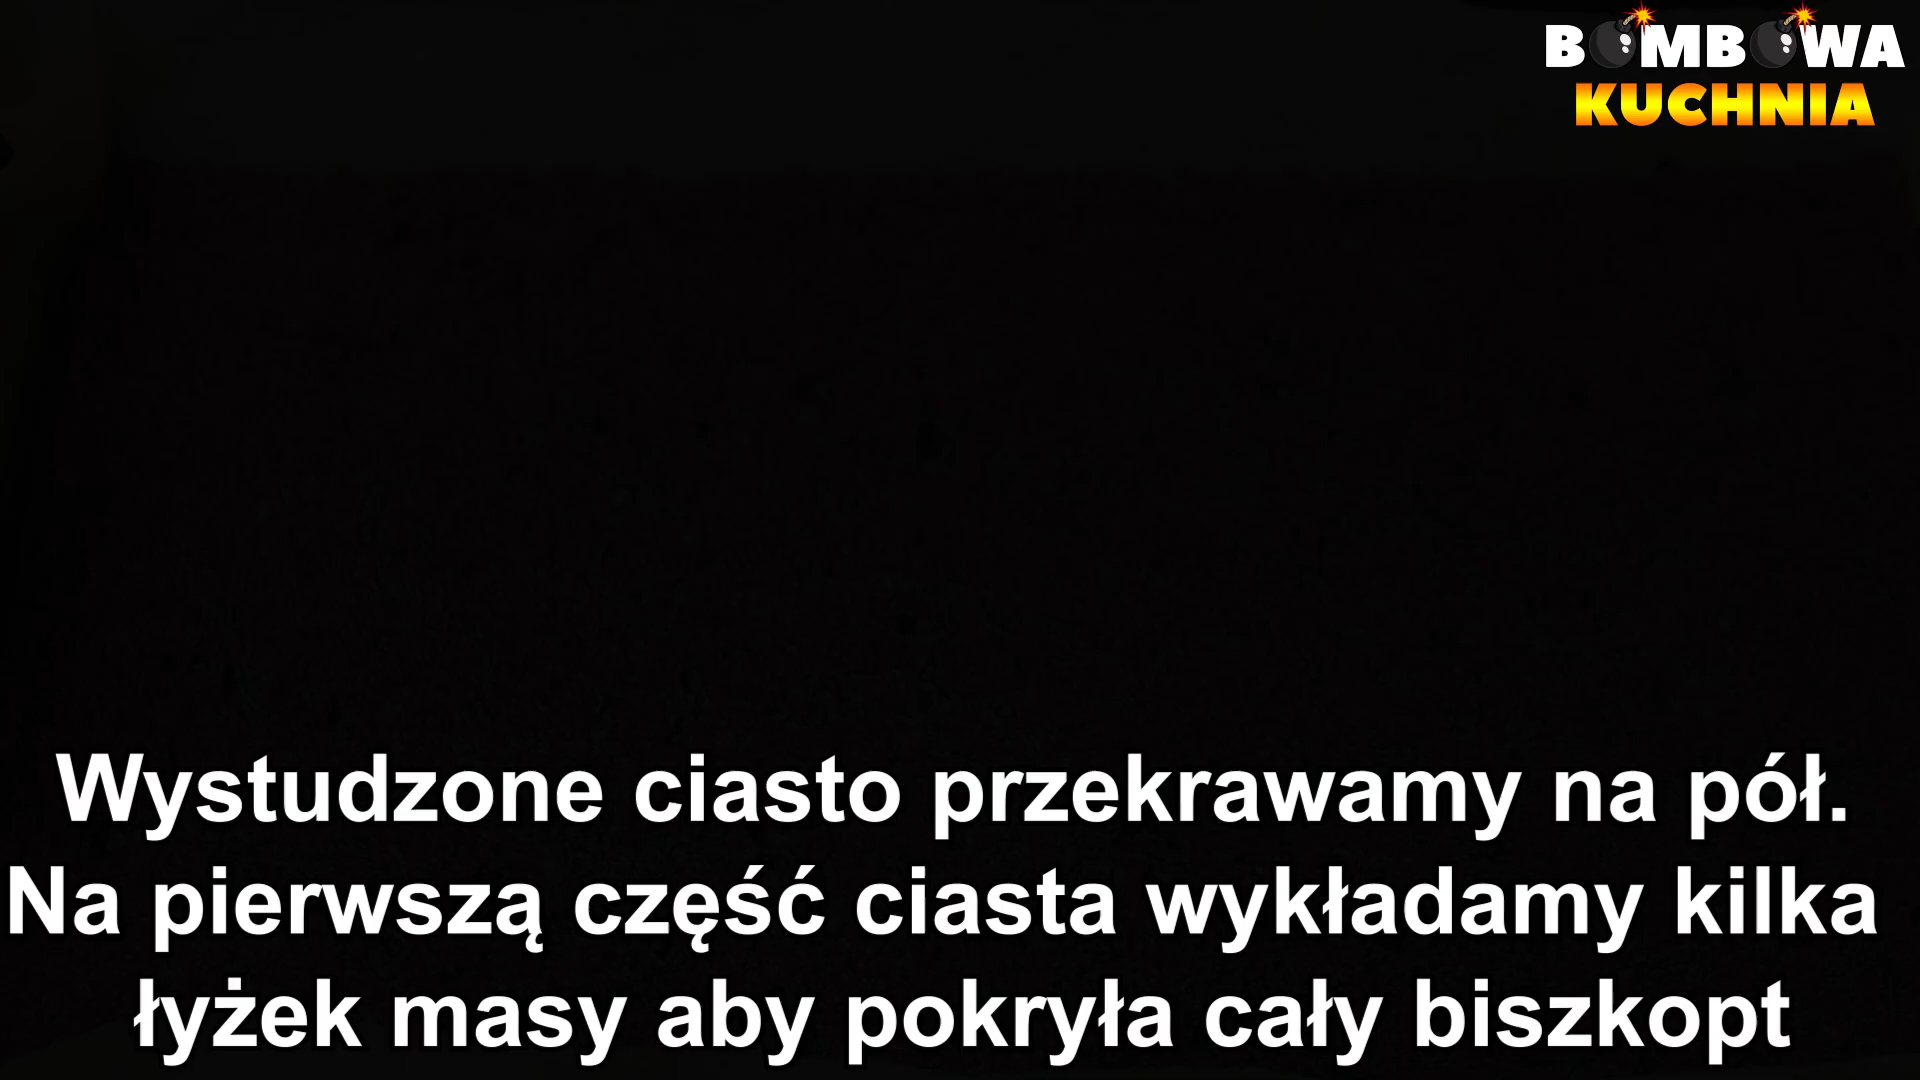 BOMBOWA
KUCHNIA
Wystudzone ciasto przekrawamy na pół.
Na pierwszą część ciasta wykładamy kilka
łyżek masy aby pokryła cały biszkopt